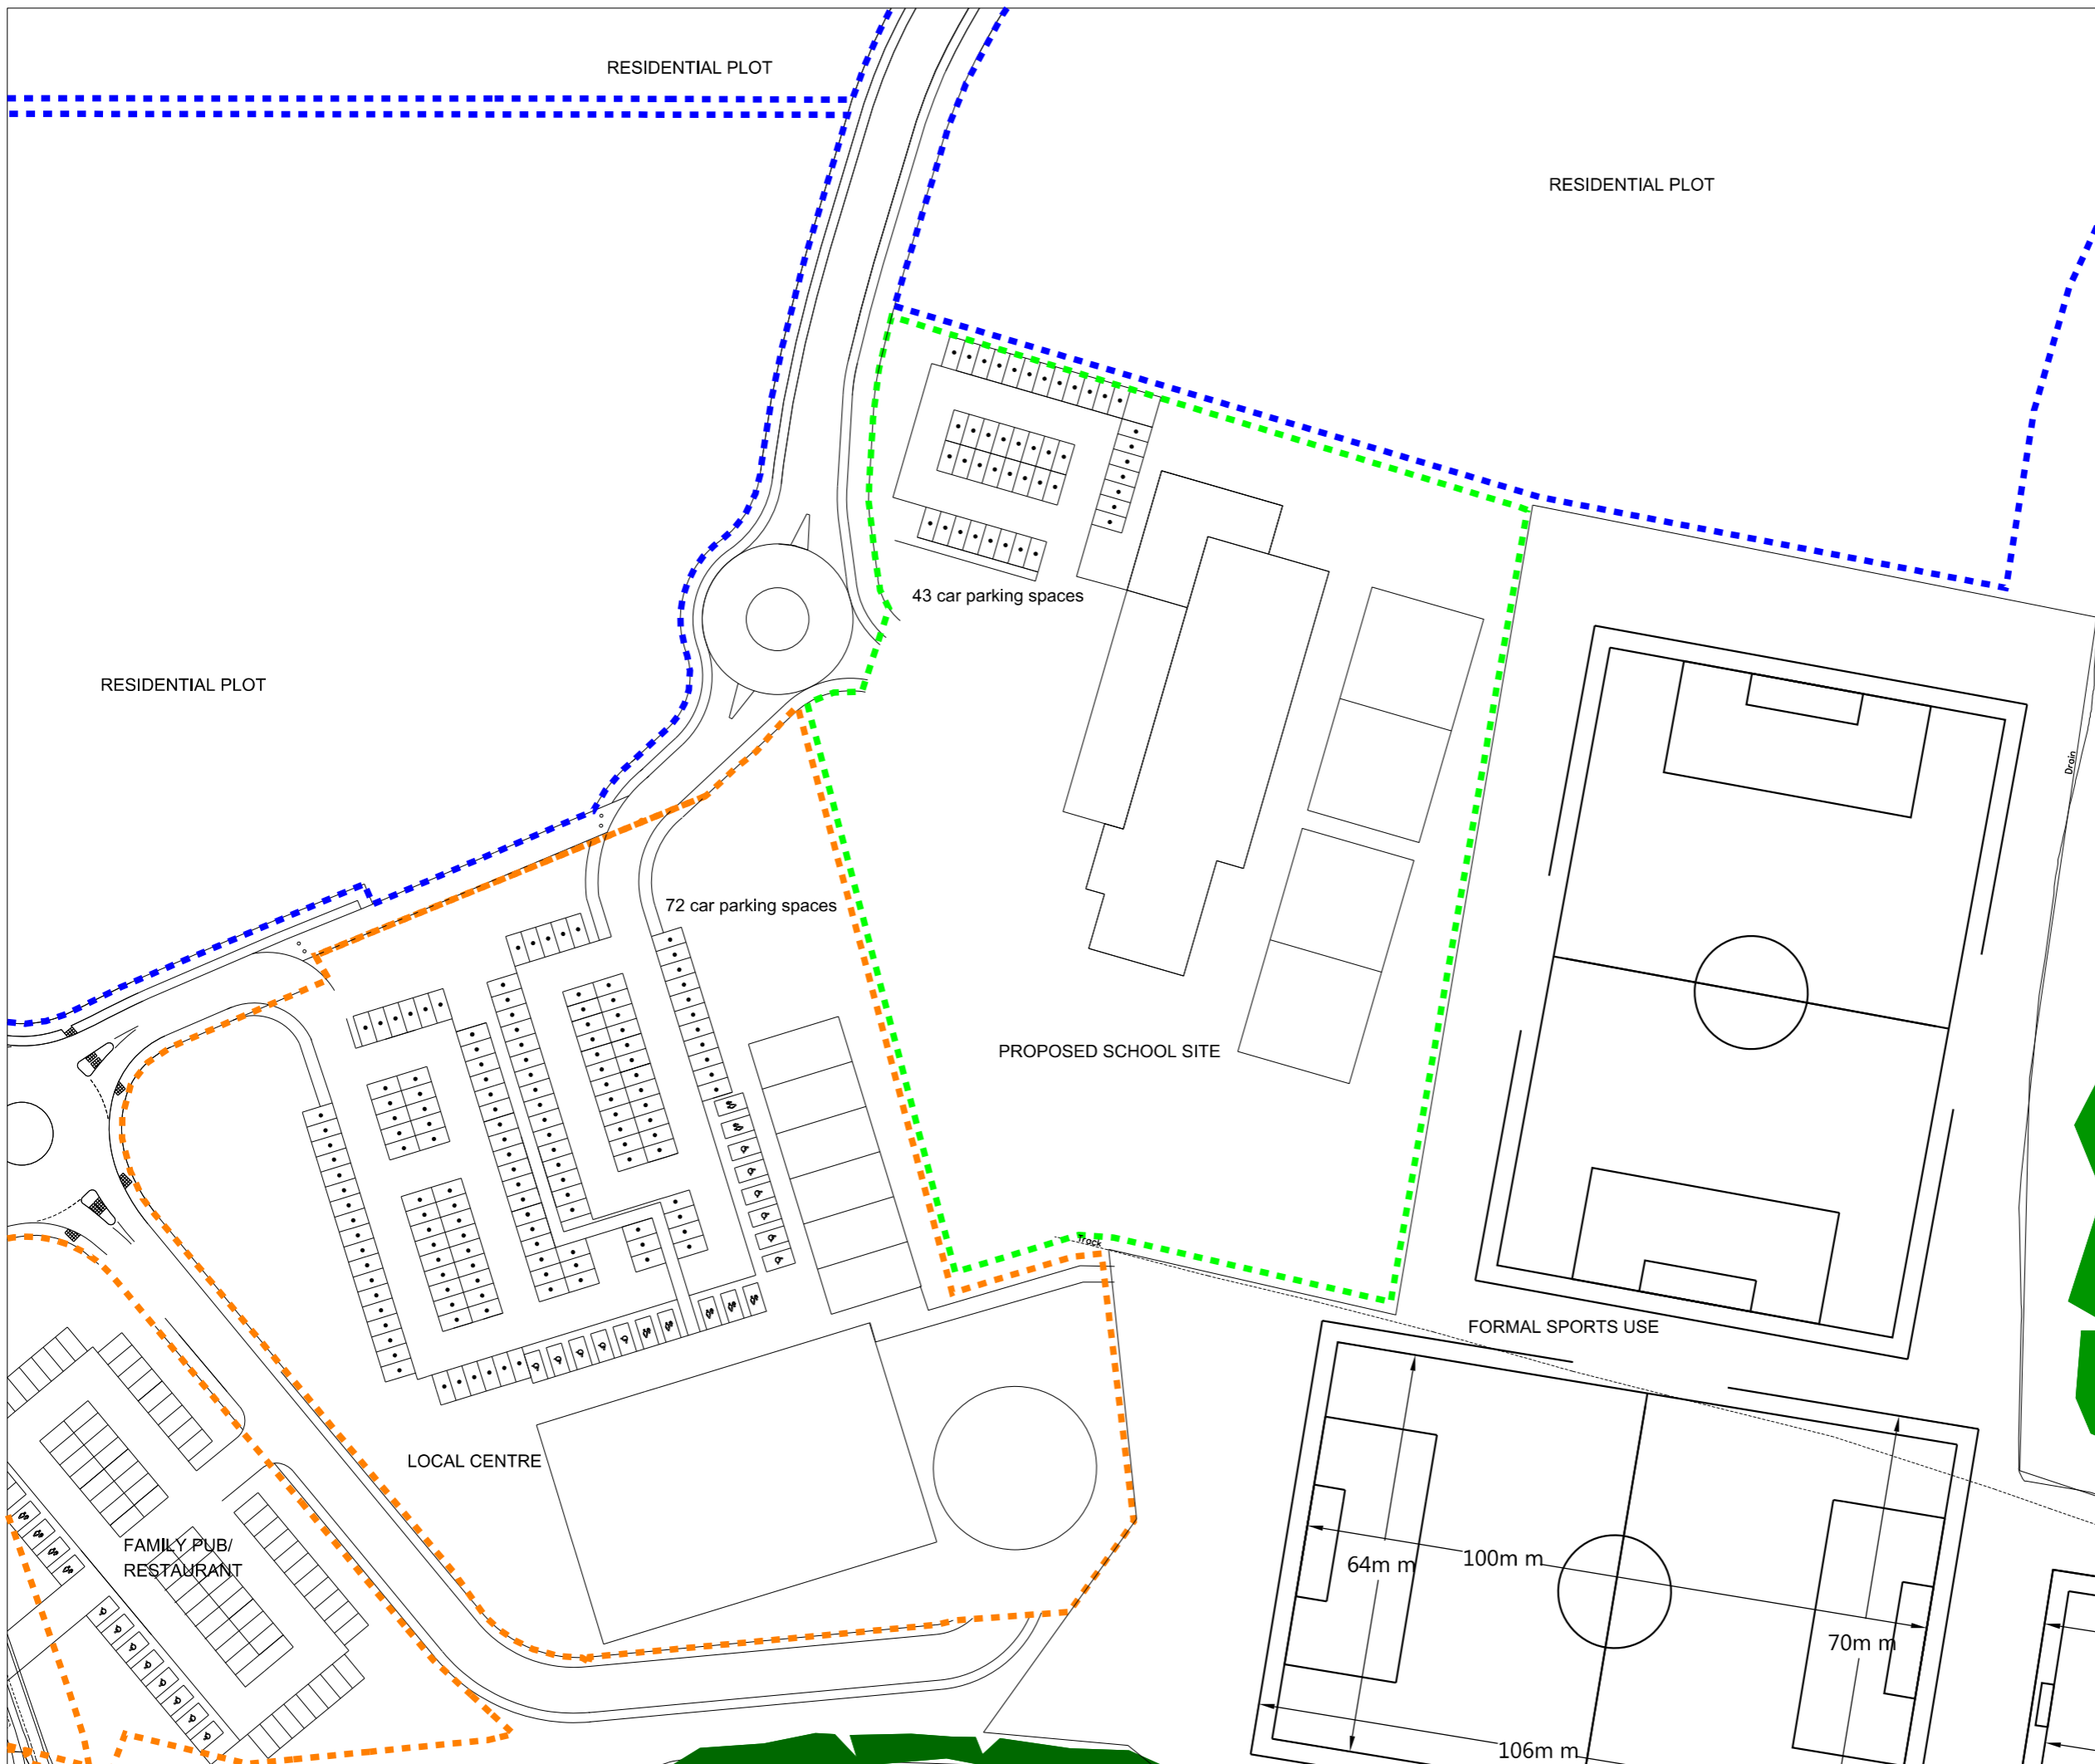 RESIDENTIAL PLOT
RESIDENTIAL PLOT
43 car parking spaces
RESIDENTIAL PLOT
Drain
72 car parking spaces
PROPOSED SCHOOL SITE
Track
FORMAL SPORTS USE
LOCAL CENTRE
FAMILY PUB/
RESTAURANT
64m m
100m m
70m m
106m m